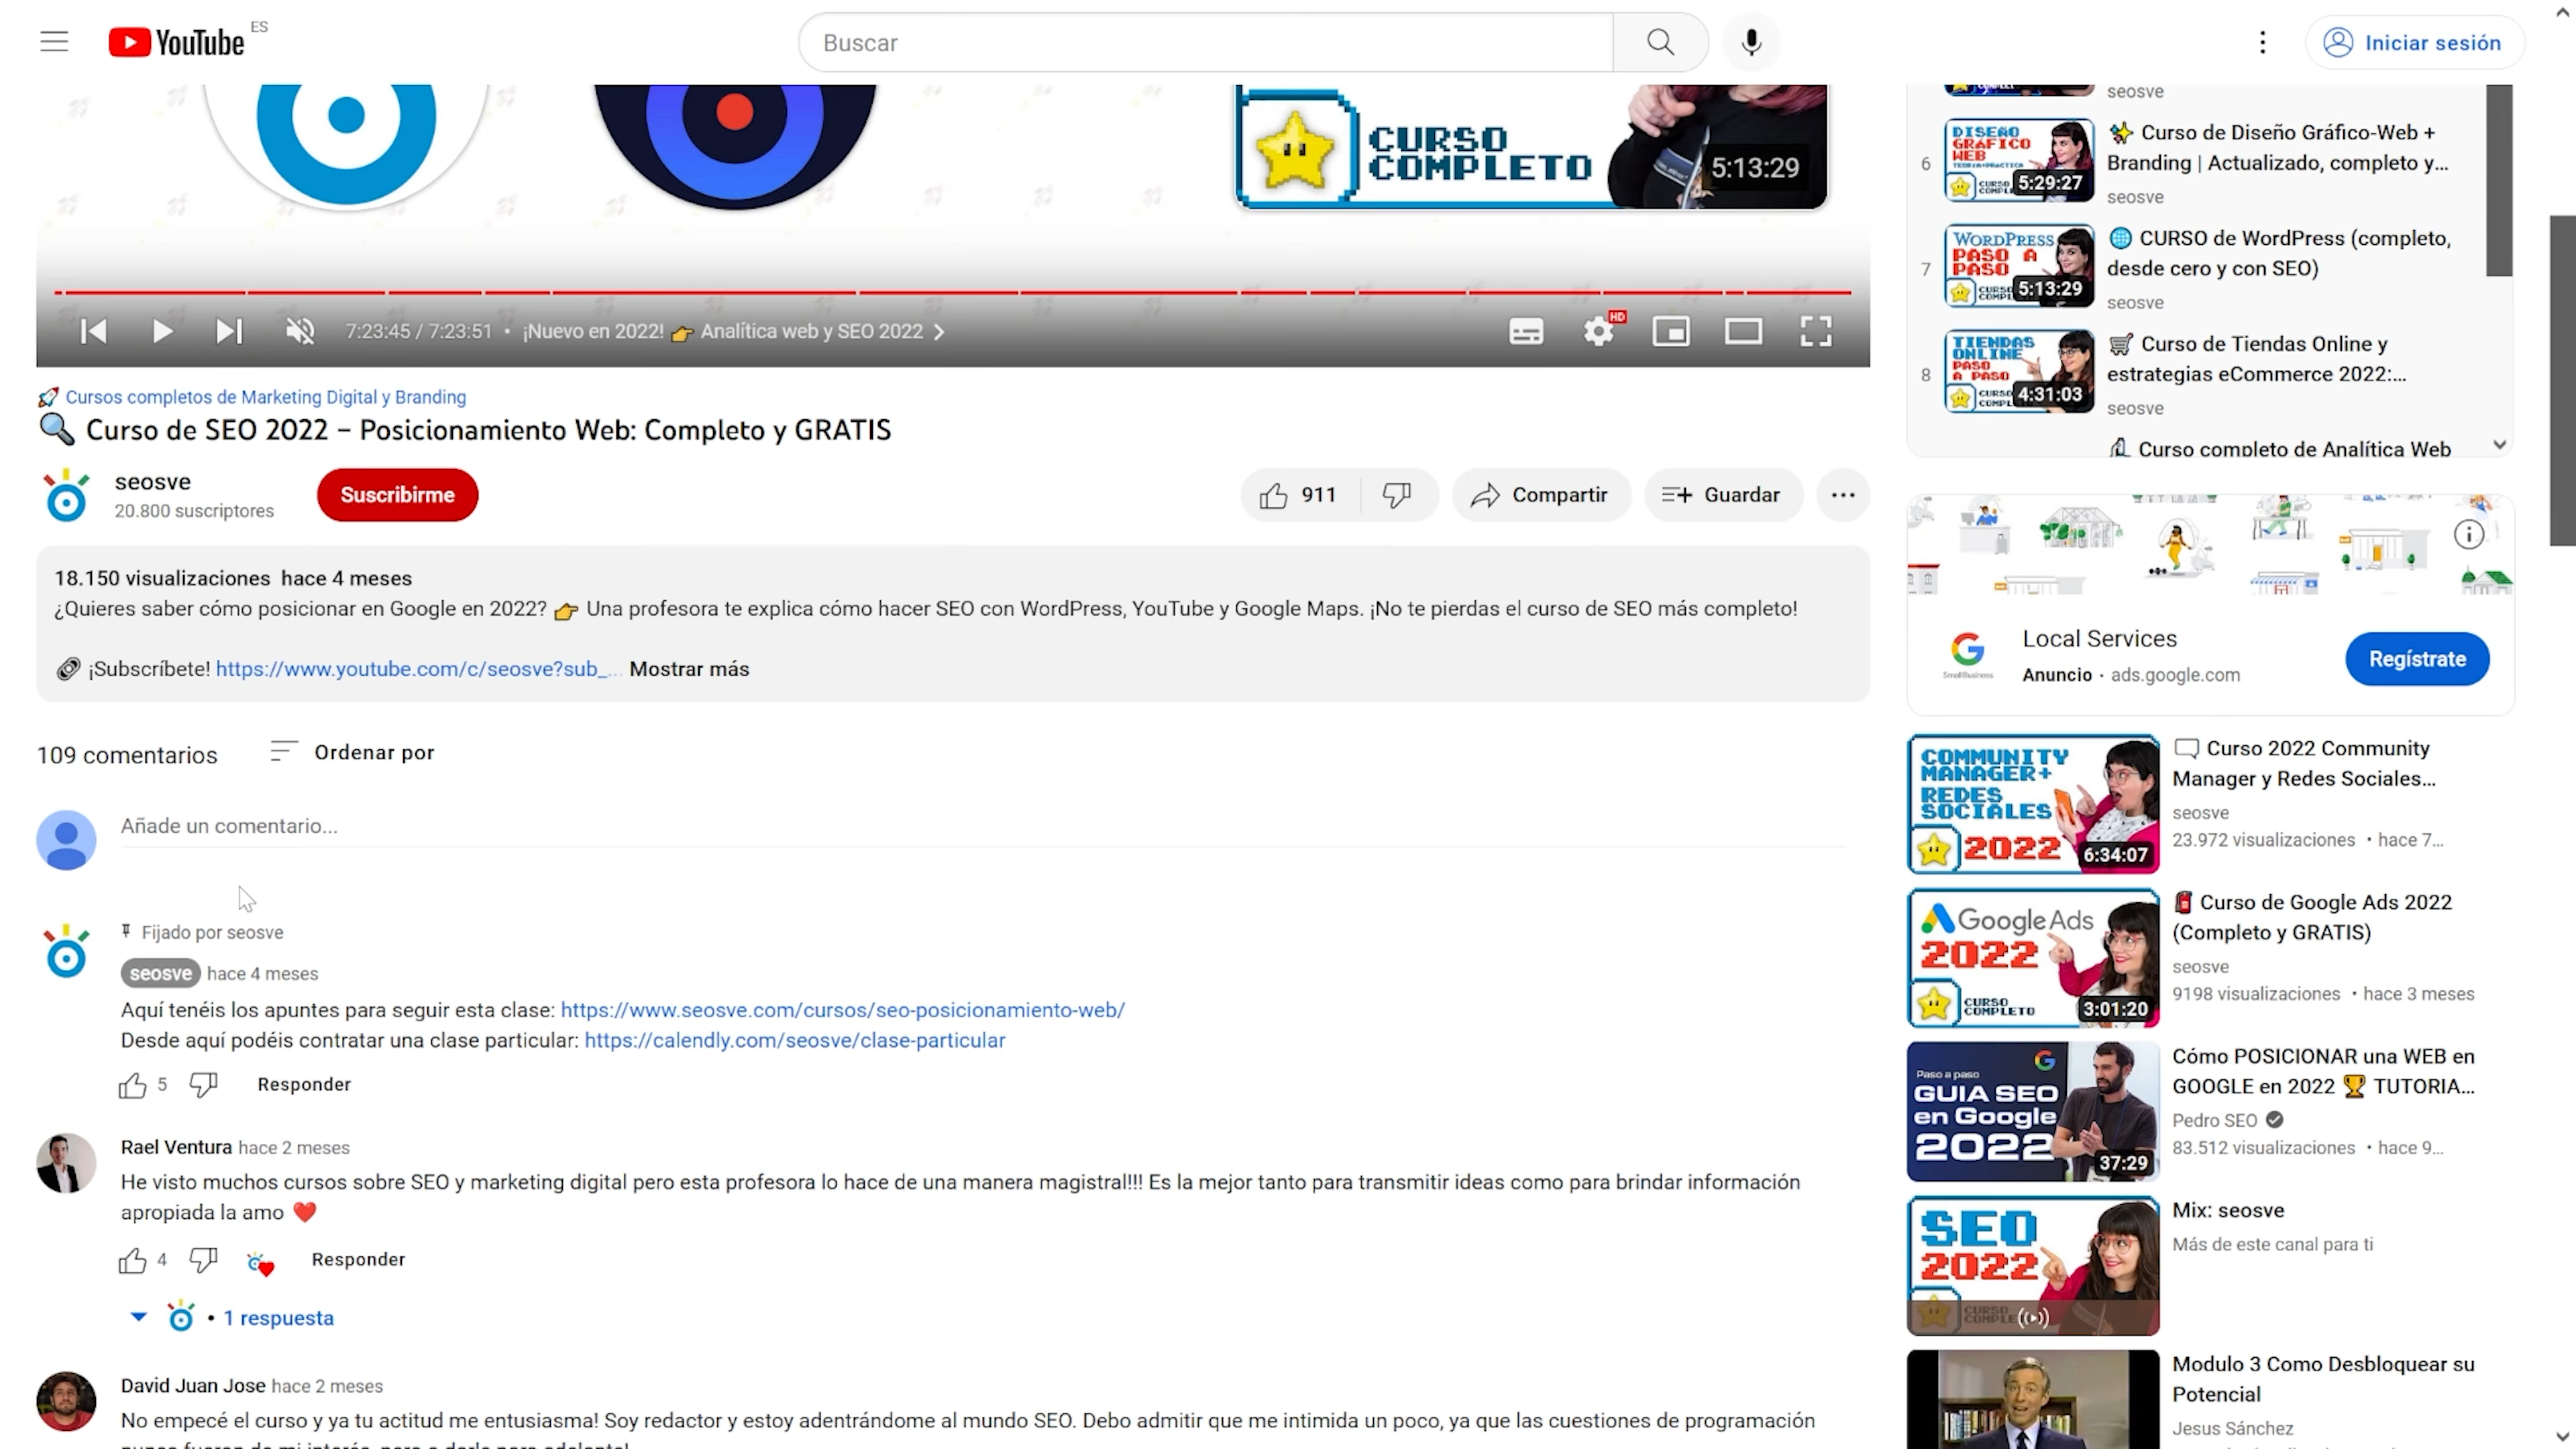 YouTube ES
Buscar
Iniciar sesión
CURSO
COMPLETO
5:13:29
7:23:45 / 7:23:51 • ¡Nuevo en 2022! 👉 Analítica web y SEO 2022
HD
🚀 Cursos completos de Marketing Digital y Branding
🔍 Curso de SEO 2022 – Posicionamiento Web: Completo y GRATIS
seosve
20.800 suscriptores
Suscribirme
911
Compartir
Guardar
18.150 visualizaciones hace 4 meses
¿Quieres saber cómo posicionar en Google en 2022? 👉 Una profesora te explica cómo hacer SEO con WordPress, YouTube y Google Maps. ¡No te pierdas el curso de SEO más completo!
¡Subscríbete! https://www.youtube.com/c/seosve?sub_... Mostrar más
109 comentarios
Ordenar por
Añade un comentario...
Fijado por seosve
seosve hace 4 meses
Aquí tenéis los apuntes para seguir esta clase: https://www.seosve.com/cursos/seo-posicionamiento-web/
Desde aquí podéis contratar una clase particular: https://calendly.com/seosve/clase-particular
5
Responder
Rael Ventura hace 2 meses
He visto muchos cursos sobre SEO y marketing digital pero esta profesora lo hace de una manera magistral!!! Es la mejor tanto para transmitir ideas como para brindar información
apropiada la amo ❤️
4
Responder
• 1 respuesta
David Juan Jose hace 2 meses
No empecé el curso y ya tu actitud me entusiasma! Soy redactor y estoy adentrándome al mundo SEO. Debo admitir que me intimida un poco, ya que las cuestiones de programación
seosve
6
DISEÑO
GRÁFICO
WEB
5:29:27
✨ Curso de Diseño Gráfico-Web +
Branding | Actualizado, completo y...
seosve
7
WORDPRESS
PASO A
PASO
5:13:29
🌐 CURSO de WordPress (completo,
desde cero y con SEO)
seosve
8
TIENDAS
ONLINE
PASO
A PASO
4:31:03
🛒 Curso de Tiendas Online y
estrategias eCommerce 2022:...
seosve
Curso completo de Analítica Web
Local Services
Anuncio • ads.google.com
Regístrate
COMMUNITY
MANAGER+
REDES
SOCIALES
2022
6:34:07
Curso 2022 Community
Manager y Redes Sociales...
seosve
23.972 visualizaciones • hace 7...
Google Ads
2022
CURSO
COMPLETO
3:01:20
Curso de Google Ads 2022
(Completo y GRATIS)
seosve
9198 visualizaciones • hace 3 meses
Paso a paso
GUIA SEO
en Google
2022
37:29
Cómo POSICIONAR una WEB en
GOOGLE en 2022 🏆 TUTORIA...
Pedro SEO
83.512 visualizaciones • hace 9...
SEO
2022
Mix: seosve
Más de este canal para ti
Modulo 3 Como Desbloquear su
Potencial
Jesus Sánchez